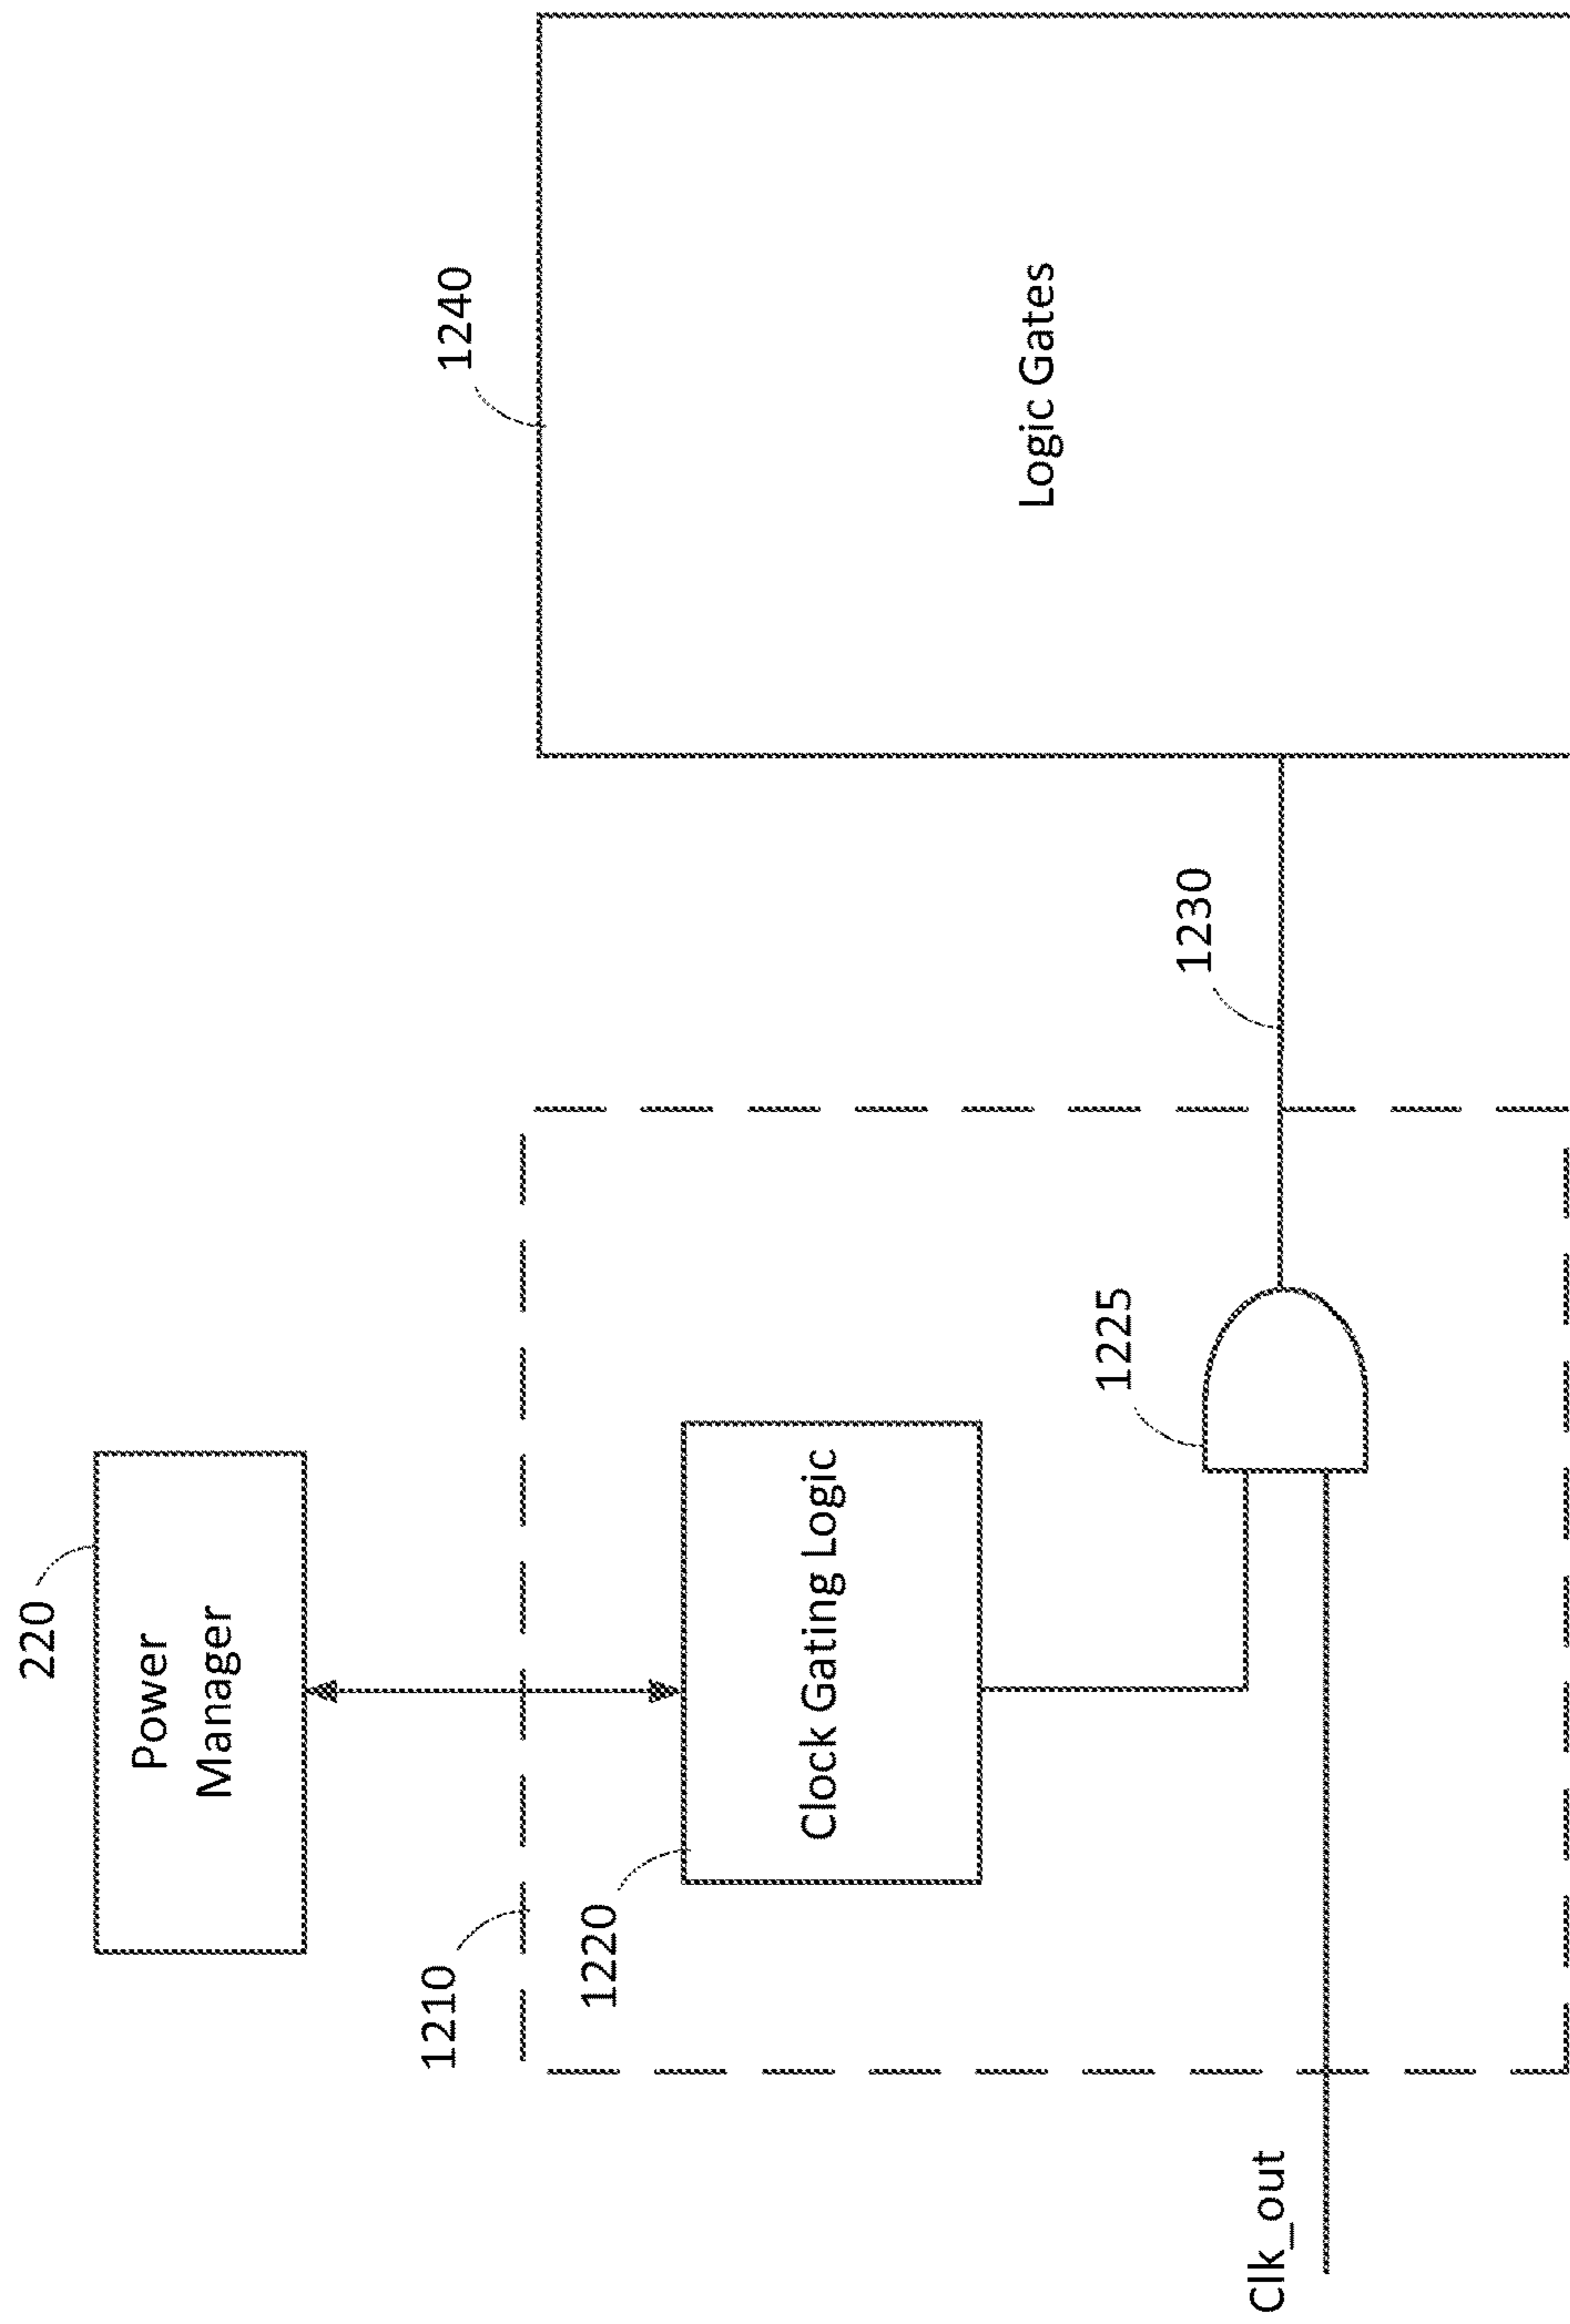 220
Power
Manager
1210
1220
Clock Gating Logic
1225
Clk_out
1230
1240
Logic Gates